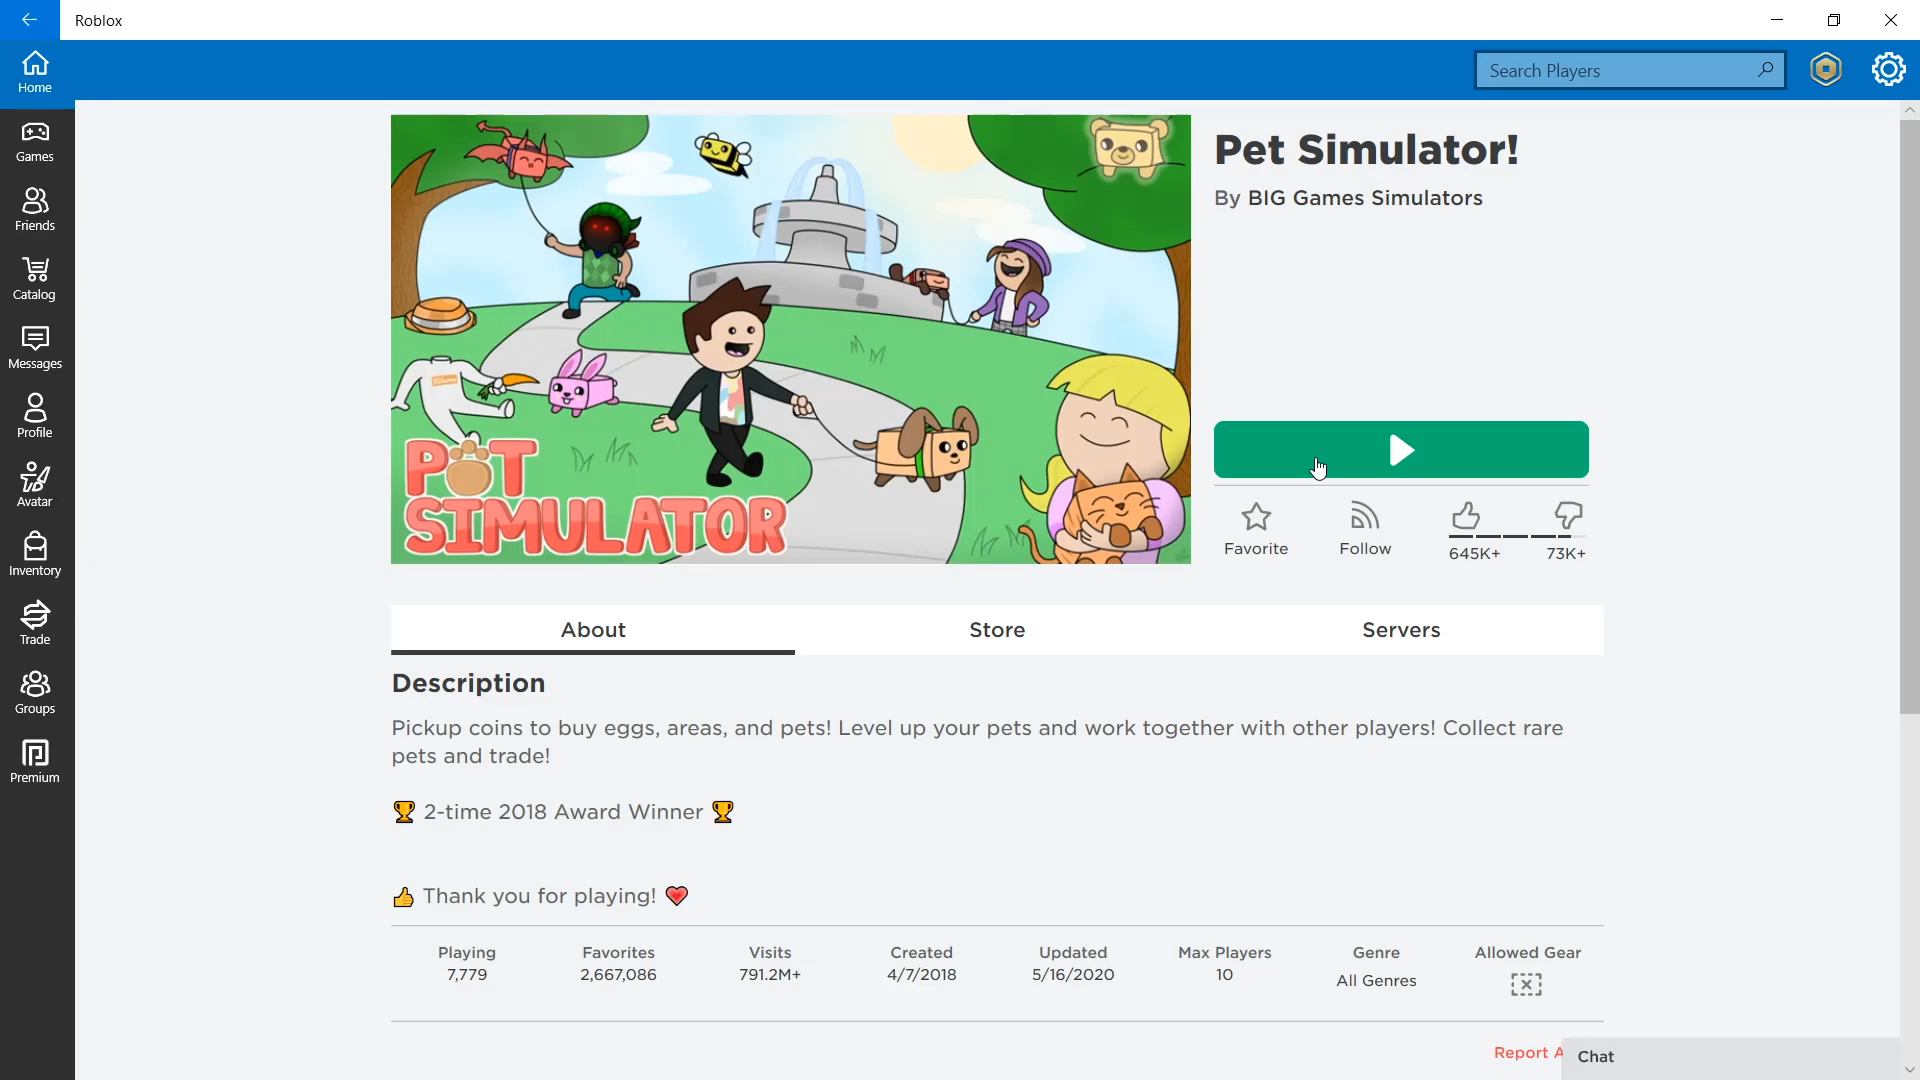 Roblox
Home
Search Players
Games
Friends
Catalog
Messages
Profile
Avatar
Inventory
Trade
Groups
Premium
PET
SIMULATOR
Pet Simulator!
By BIG Games Simulators
Favorite
Follow
645K+
73K+
About
Store
Servers
Description
Pickup coins to buy eggs, areas, and pets! Level up your pets and work together with other players! Collect rare
pets and trade!
🏆 2-time 2018 Award Winner 🏆
👍 Thank you for playing! ❤️
Playing
7,779
Favorites
2,667,086
Visits
791.2M+
Created
4/7/2018
Updated
5/16/2020
Max Players
10
Genre
All Genres
Allowed Gear
Report A
Chat